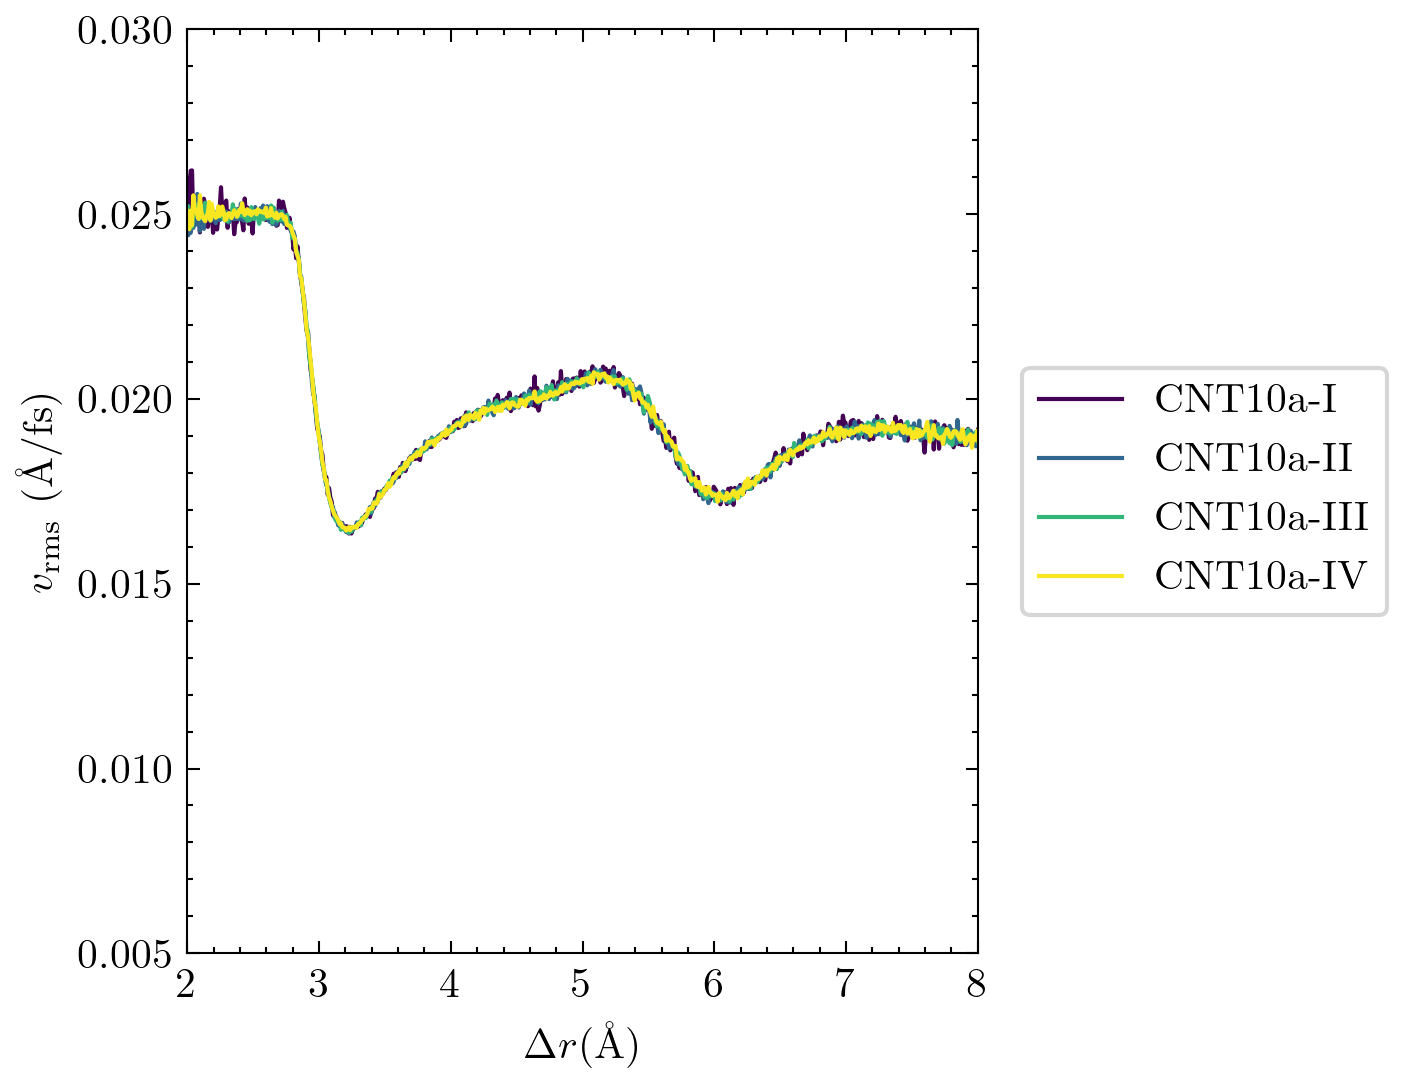 0.030
0.025
0.020
0.015
0.010
0.005
v_rms (Å/fs)
2 3 4 5 6 7 8
Δr(Å)
CNT10a-I
CNT10a-II
CNT10a-III
CNT10a-IV